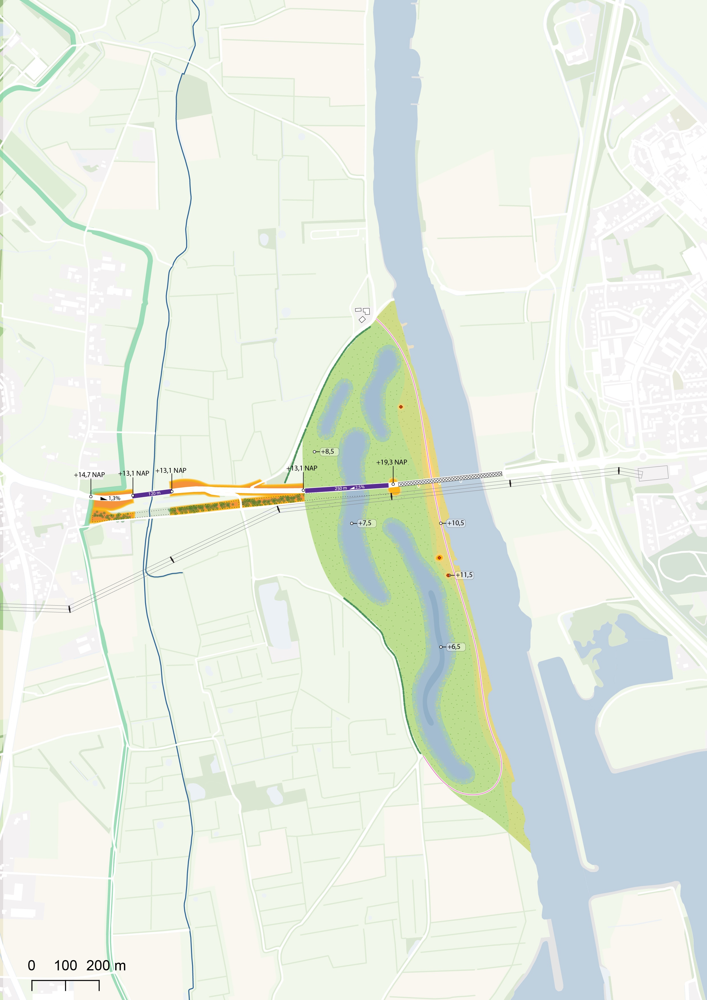 +8,5
+19,3 NAP
+13,1 NAP
+13,1 NAP
+13,1 NAP
+14,7 NAP
250 m 2,5%
120 m
1,3%
+7,5
+10,5
+11,5
+6,5
0 100 200 m